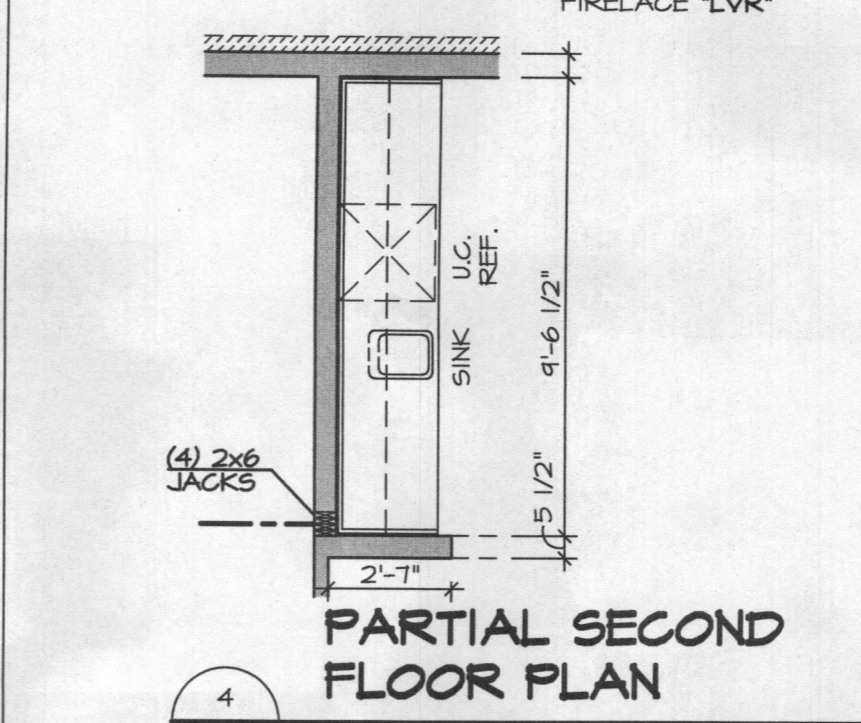 FIRELACE "LVR"
U.C.
REF.
SINK
9'-6 1/2"
5 1/2"
(4) 2x6
JACKS
2'-7"
PARTIAL SECOND
FLOOR PLAN
4